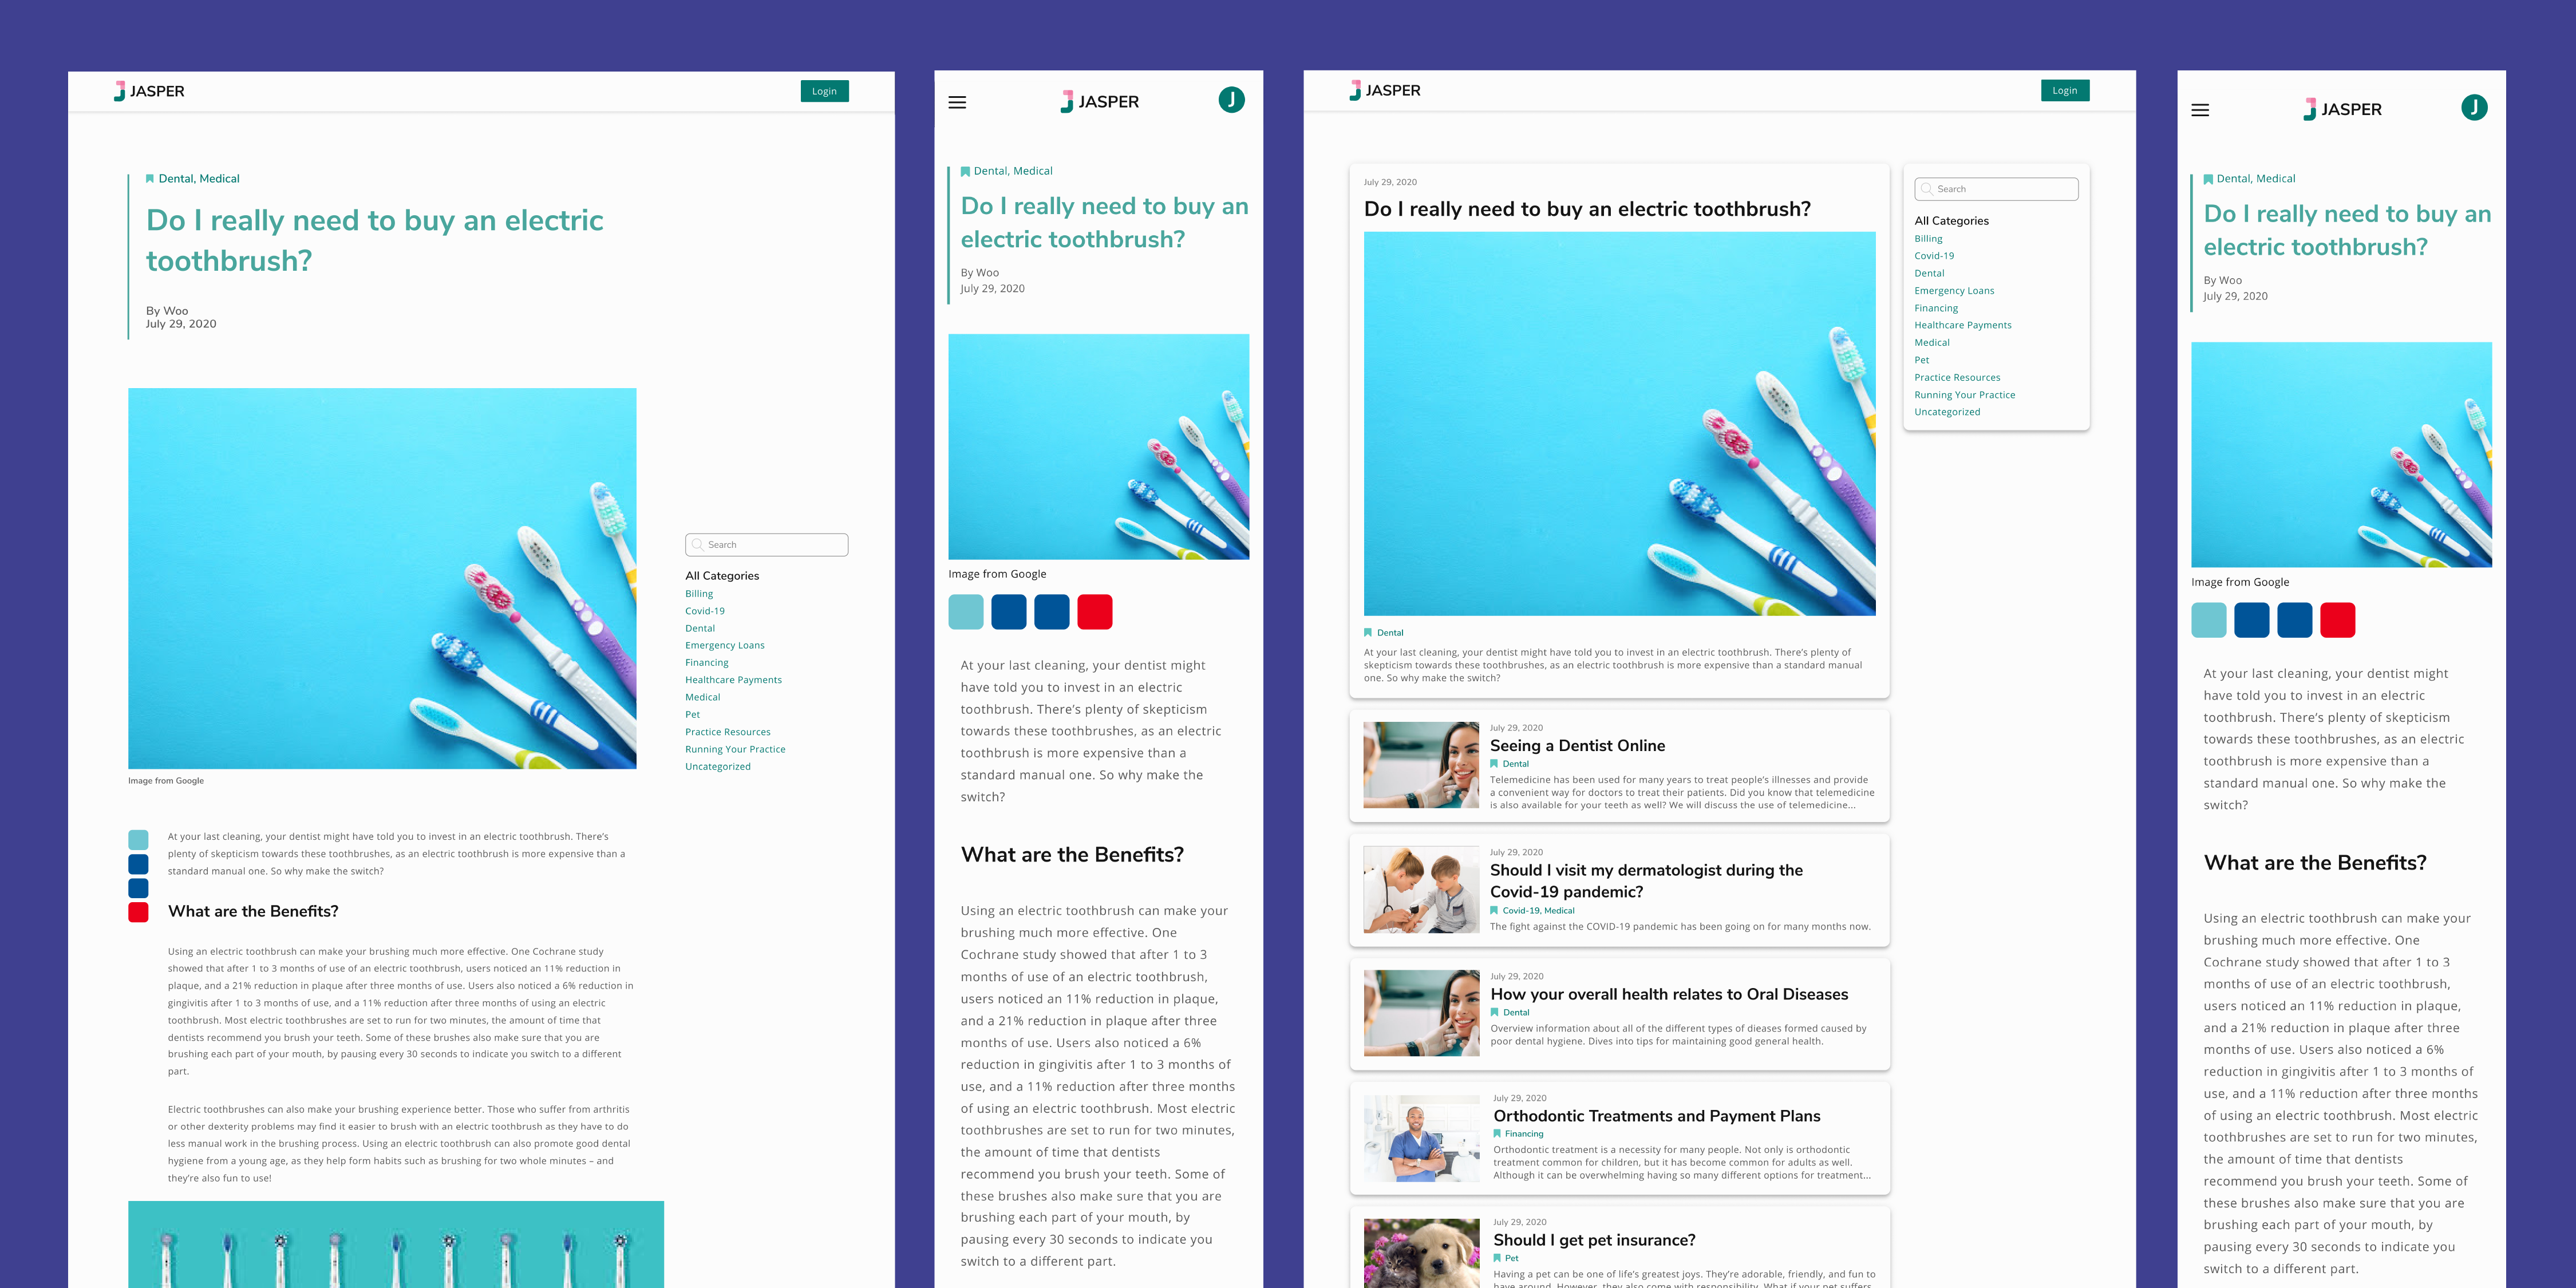 JASPER
Login
Dental, Medical
Do I really need to buy an electric
toothbrush?
By Woo
July 29, 2020
Image from Google
Search
All Categories
Billing
Covid-19
Dental
Emergency Loans
Financing
Healthcare Payments
Medical
Pet
Practice Resources
Running Your Practice
Uncategorized
At your last cleaning, your dentist might have told you to invest in an electric toothbrush. There's
plenty of skepticism towards these toothbrushes, as an electric toothbrush is more expensive than a
standard manual one. So why make the switch?
What are the Benefits?
Using an electric toothbrush can make your brushing much more effective. One Cochrane study
showed that after 1 to 3 months of use of an electric toothbrush, users noticed an 11% reduction in
plaque, and a 21% reduction in plaque after three months of use. Users also noticed a 6% reduction in
gingivitis after 1 to 3 months of use, and a 11% reduction after three months of using an electric
toothbrush. Most electric toothbrushes are set to run for two minutes, the amount of time that
dentists recommend you brush your teeth. Some of these brushes also make sure that you are
brushing each part of your mouth, by pausing every 30 seconds to indicate you switch to a different
part.
Electric toothbrushes can also make your brushing experience better. Those who suffer from arthritis
or other dexterity problems may find it easier to brush with an electric toothbrush as they have to do
less manual work in the brushing process. Using an electric toothbrush can also promote good dental
hygiene from a young age, as they help form habits such as brushing for two whole minutes – and
they're also fun to use!
JASPER
J
Dental, Medical
Do I really need to buy an
electric toothbrush?
By Woo
July 29, 2020
Image from Google
At your last cleaning, your dentist might
have told you to invest in an electric
toothbrush. There's plenty of skepticism
towards these toothbrushes, as an electric
toothbrush is more expensive than a
standard manual one. So why make the
switch?
What are the Benefits?
Using an electric toothbrush can make your
brushing much more effective. One
Cochrane study showed that after 1 to 3
months of use of an electric toothbrush,
users noticed an 11% reduction in plaque,
and a 21% reduction in plaque after three
months of use. Users also noticed a 6%
reduction in gingivitis after 1 to 3 months of
use, and a 11% reduction after three months
of using an electric toothbrush. Most electric
toothbrushes are set to run for two minutes,
the amount of time that dentists
recommend you brush your teeth. Some of
these brushes also make sure that you are
brushing each part of your mouth, by
pausing every 30 seconds to indicate you
switch to a different part.
JASPER
Login
July 29, 2020
Do I really need to buy an electric toothbrush?
Dental
At your last cleaning, your dentist might have told you to invest in an electric toothbrush. There's plenty of
skepticism towards these toothbrushes, as an electric toothbrush is more expensive than a standard manual
one. So why make the switch?
Search
All Categories
Billing
Covid-19
Dental
Emergency Loans
Financing
Healthcare Payments
Medical
Pet
Practice Resources
Running Your Practice
Uncategorized
July 29, 2020
Seeing a Dentist Online
Dental
Telemedicine has been used for many years to treat people's illnesses and provide
a convenient way for doctors to treat their patients. Did you know that telemedicine
is also available for your teeth as well? We will discuss the use of telemedicine...
July 29, 2020
Should I visit my dermatologist during the
Covid-19 pandemic?
Covid-19, Medical
The fight against the COVID-19 pandemic has been going on for many months now.
July 29, 2020
How your overall health relates to Oral Diseases
Dental
Overview information about all of the different types of dieases formed caused by
poor dental hygiene. Dives into tips for maintaining good general health.
July 29, 2020
Orthodontic Treatments and Payment Plans
Financing
Orthodontic treatment is a necessity for many people. Not only is orthodontic
treatment common for children, but it has become common for adults as well.
Although it can be overwhelming having so many different options for treatment...
July 29, 2020
Should I get pet insurance?
Pet
Having a pet can be one of life's greatest joys. They're adorable, friendly, and fun to
have around. However, they also come with responsibility. What if your pet suffers
JASPER
J
Dental, Medical
Do I really need to buy an
electric toothbrush?
By Woo
July 29, 2020
Image from Google
At your last cleaning, your dentist might
have told you to invest in an electric
toothbrush. There's plenty of skepticism
towards these toothbrushes, as an electric
toothbrush is more expensive than a
standard manual one. So why make the
switch?
What are the Benefits?
Using an electric toothbrush can make your
brushing much more effective. One
Cochrane study showed that after 1 to 3
months of use of an electric toothbrush,
users noticed an 11% reduction in plaque,
and a 21% reduction in plaque after three
months of use. Users also noticed a 6%
reduction in gingivitis after 1 to 3 months of
use, and a 11% reduction after three months
of using an electric toothbrush. Most electric
toothbrushes are set to run for two minutes,
the amount of time that dentists
recommend you brush your teeth. Some of
these brushes also make sure that you are
brushing each part of your mouth, by
pausing every 30 seconds to indicate you
switch to a different part.